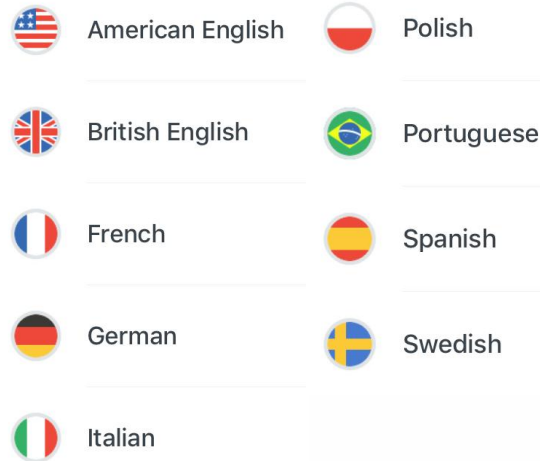 American English
British English
French
German
Italian
Polish
Portuguese
Spanish
Swedish